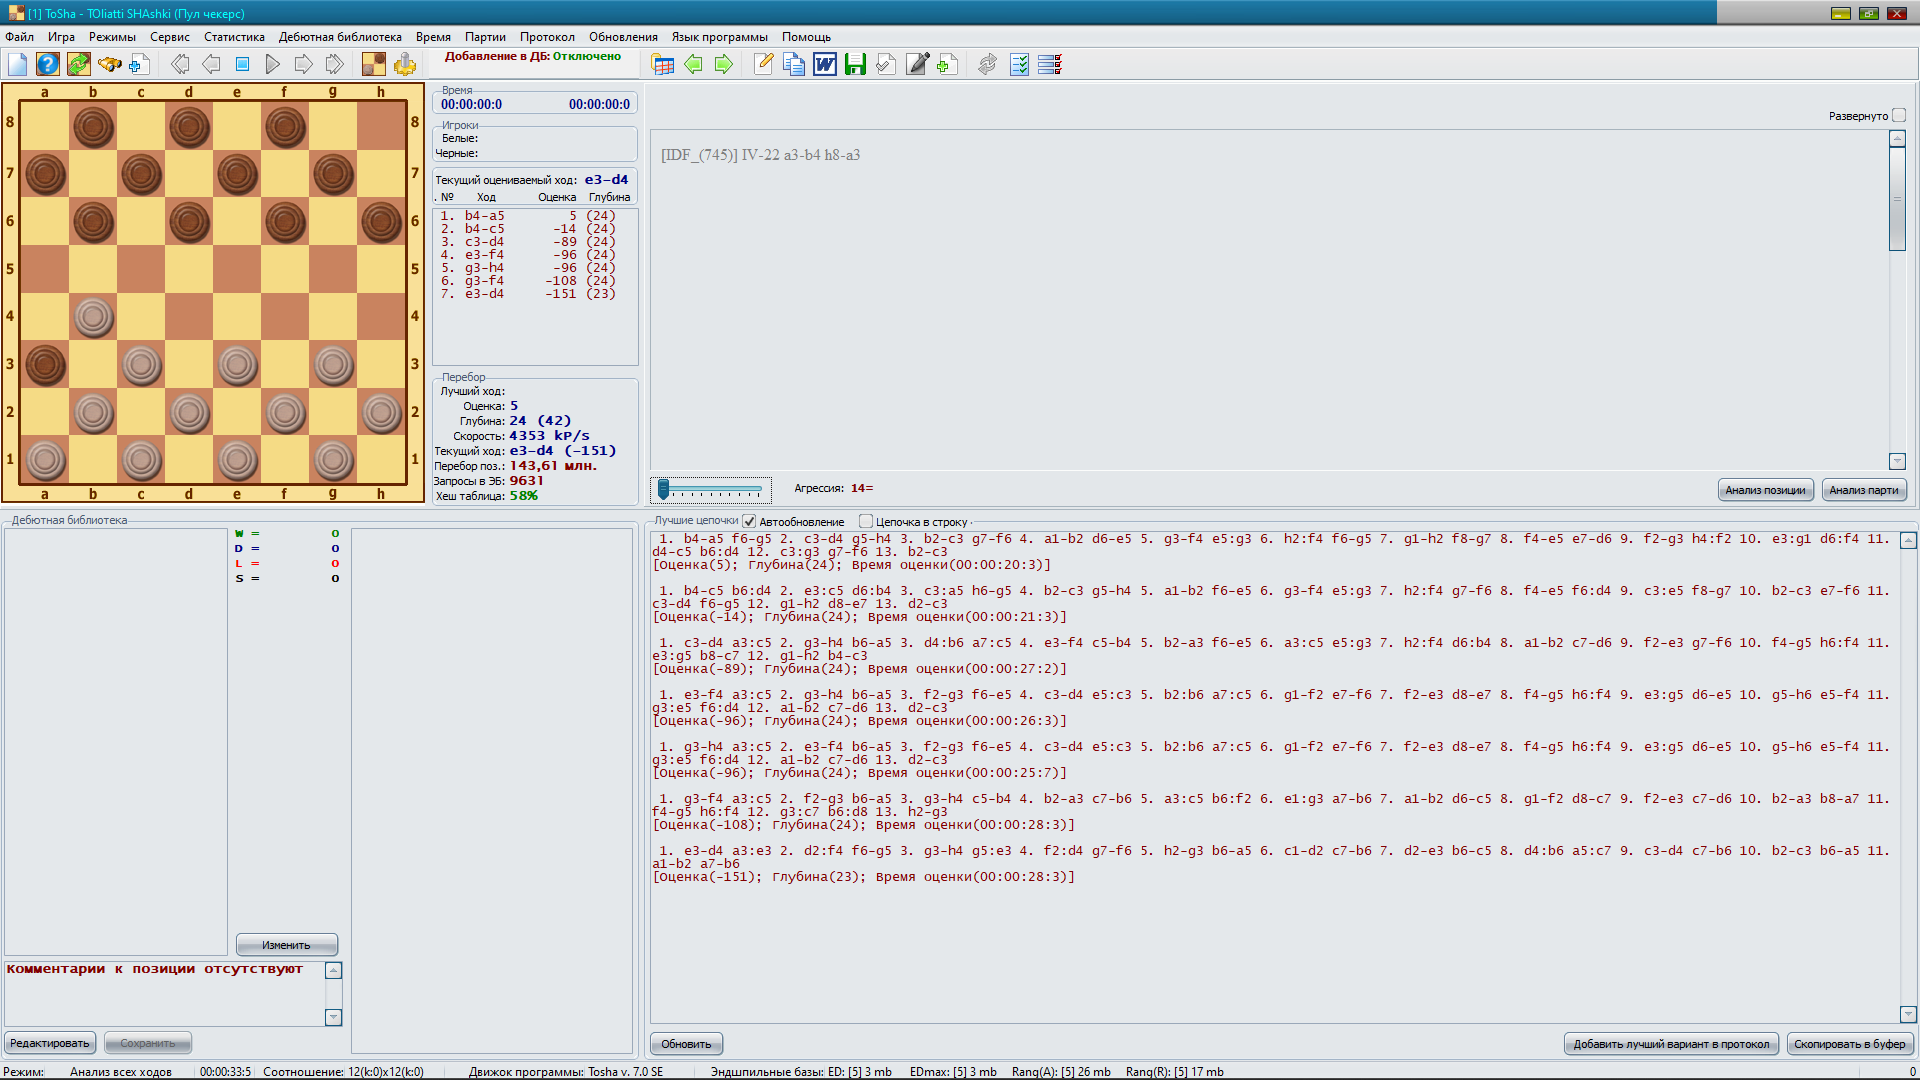 [1] ToSha - TOliatti SHAshki (Пул чекерс)
Файл Игра Режимы Сервис Статистика Дебютная библиотека Время Партии Протокол Обновления Язык программы Помощь
Добавление в ДБ: Отключено
a b c d e f g h
8 8
7 7
6 6
5 5
4 4
3 3
2 2
1 1
a b c d e f g h
Время
00:00:00:0 00:00:00:0
Игроки
Белые:
Черные:
Текущий оцениваемый ход: e3-d4
. № Ход Оценка Глубина
1. b4-a5 5 (24)
2. b4-c5 -14 (24)
3. c3-d4 -89 (24)
4. e3-f4 -96 (24)
5. g3-h4 -96 (24)
6. g3-f4 -108 (24)
7. e3-d4 -151 (23)
Перебор
Лучший ход:
Оценка: 5
Глубина: 24 (42)
Скорость: 4353 kP/s
Текущий ход: e3-d4 (-151)
Перебор поз.: 143,61 млн.
Запросы в ЭБ: 9631
Хеш таблица: 58%
Развернуто
[IDF_(745)] IV-22 a3-b4 h8-a3
Агрессия: 14=
Анализ позиции Анализ парти
Дебютная библиотека
W = 0
D = 0
L = 0
S = 0
Изменить
Комментарии к позиции отсутствуют
Редактировать Сохранить
Лучшие цепочки Автообновление Цепочка в строку
1. b4-a5 f6-g5 2. c3-d4 g5-h4 3. b2-c3 g7-f6 4. a1-b2 d6-e5 5. g3-f4 e5:g3 6. h2:f4 f6-g5 7. g1-h2 f8-g7 8. f4-e5 e7-d6 9. f2-g3 h4:f2 10. e3:g1 d6:f4 11.
d4-c5 b6:d4 12. c3:g3 g7-f6 13. b2-c3
[Оценка(5); Глубина(24); Время оценки(00:00:20:3)]
1. b4-c5 b6:d4 2. e3:c5 d6:b4 3. c3:a5 h6-g5 4. b2-c3 g5-h4 5. a1-b2 f6-e5 6. g3-f4 e5:g3 7. h2:f4 g7-f6 8. f4-e5 f6:d4 9. c3:e5 f8-g7 10. b2-c3 e7-f6 11.
c3-d4 f6-g5 12. g1-h2 d8-e7 13. d2-c3
[Оценка(-14); Глубина(24); Время оценки(00:00:21:3)]
1. c3-d4 a3:c5 2. g3-h4 b6-a5 3. d4:b6 a7:c5 4. e3-f4 c5-b4 5. b2-a3 f6-e5 6. a3:c5 e5:g3 7. h2:f4 d6:b4 8. a1-b2 c7-d6 9. f2-e3 g7-f6 10. f4-g5 h6:f4 11.
e3:g5 b8-c7 12. g1-h2 b4-c3
[Оценка(-89); Глубина(24); Время оценки(00:00:27:2)]
1. e3-f4 a3:c5 2. g3-h4 b6-a5 3. f2-g3 f6-e5 4. c3-d4 e5:c3 5. b2:b6 a7:c5 6. g1-f2 e7-f6 7. f2-e3 d8-e7 8. f4-g5 h6:f4 9. e3:g5 d6-e5 10. g5-h6 e5-f4 11.
g3:e5 f6:d4 12. a1-b2 c7-d6 13. d2-c3
[Оценка(-96); Глубина(24); Время оценки(00:00:26:3)]
1. g3-h4 a3:c5 2. e3-f4 b6-a5 3. f2-g3 f6-e5 4. c3-d4 e5:c3 5. b2:b6 a7:c5 6. g1-f2 e7-f6 7. f2-e3 d8-e7 8. f4-g5 h6:f4 9. e3:g5 d6-e5 10. g5-h6 e5-f4 11.
g3:e5 f6:d4 12. a1-b2 c7-d6 13. d2-c3
[Оценка(-96); Глубина(24); Время оценки(00:00:25:7)]
1. g3-f4 a3:c5 2. f2-g3 b6-a5 3. g3-h4 c5-b4 4. b2-a3 c7-b6 5. a3:c5 b6:f2 6. e1:g3 a7-b6 7. a1-b2 d6-c5 8. g1-f2 d8-c7 9. f2-e3 c7-d6 10. b2-a3 b8-a7 11.
f4-g5 h6:f4 12. g3:c7 b6:d8 13. h2-g3
[Оценка(-108); Глубина(24); Время оценки(00:00:28:3)]
1. e3-d4 a3:e3 2. d2:f4 f6-g5 3. g3-h4 g5:e3 4. f2:d4 g7-f6 5. h2-g3 b6-a5 6. c1-d2 c7-b6 7. d2-e3 b6-c5 8. d4:b6 a5:c7 9. c3-d4 c7-b6 10. b2-c3 b6-a5 11.
a1-b2 a7-b6
[Оценка(-151); Глубина(23); Время оценки(00:00:28:3)]
Обновить Добавить лучший вариант в протокол Скопировать в буфер
Режим: Анализ всех ходов 00:00:33:5 Соотношение: 12(k:0)x12(k:0) Движок программы: Tosha v. 7.0 SE Эндшпильные базы: ED: [5] 3 mb EDmax: [5] 3 mb Rang(A): [5] 26 mb Rang(R): [5] 17 mb 0